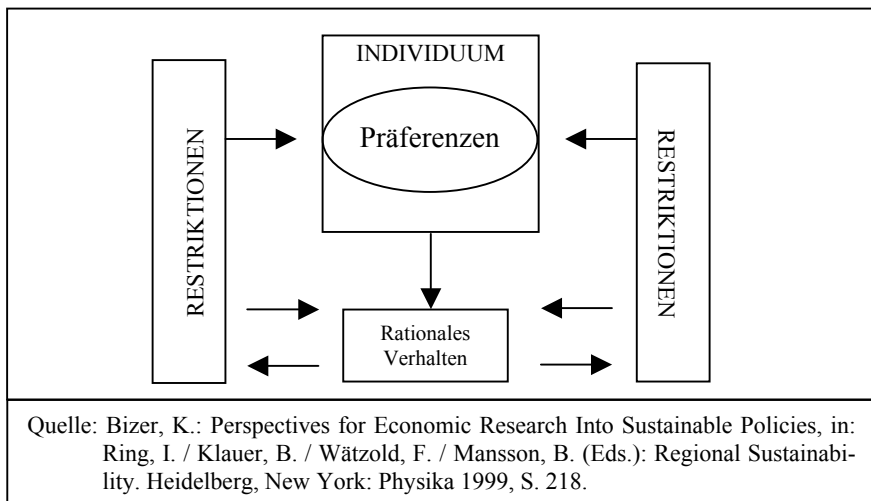 INDIVIDUUM
RESTRIKTIONEN
Präferenzen
RESTRIKTIONEN
Rationales
Verhalten
Quelle: Bizer, K.: Perspectives for Economic Research Into Sustainable Policies, in:
Ring, I. / Klauer, B. / Wätzold, F. / Mansson, B. (Eds.): Regional Sustainabi-
lity. Heidelberg, New York: Physika 1999, S. 218.